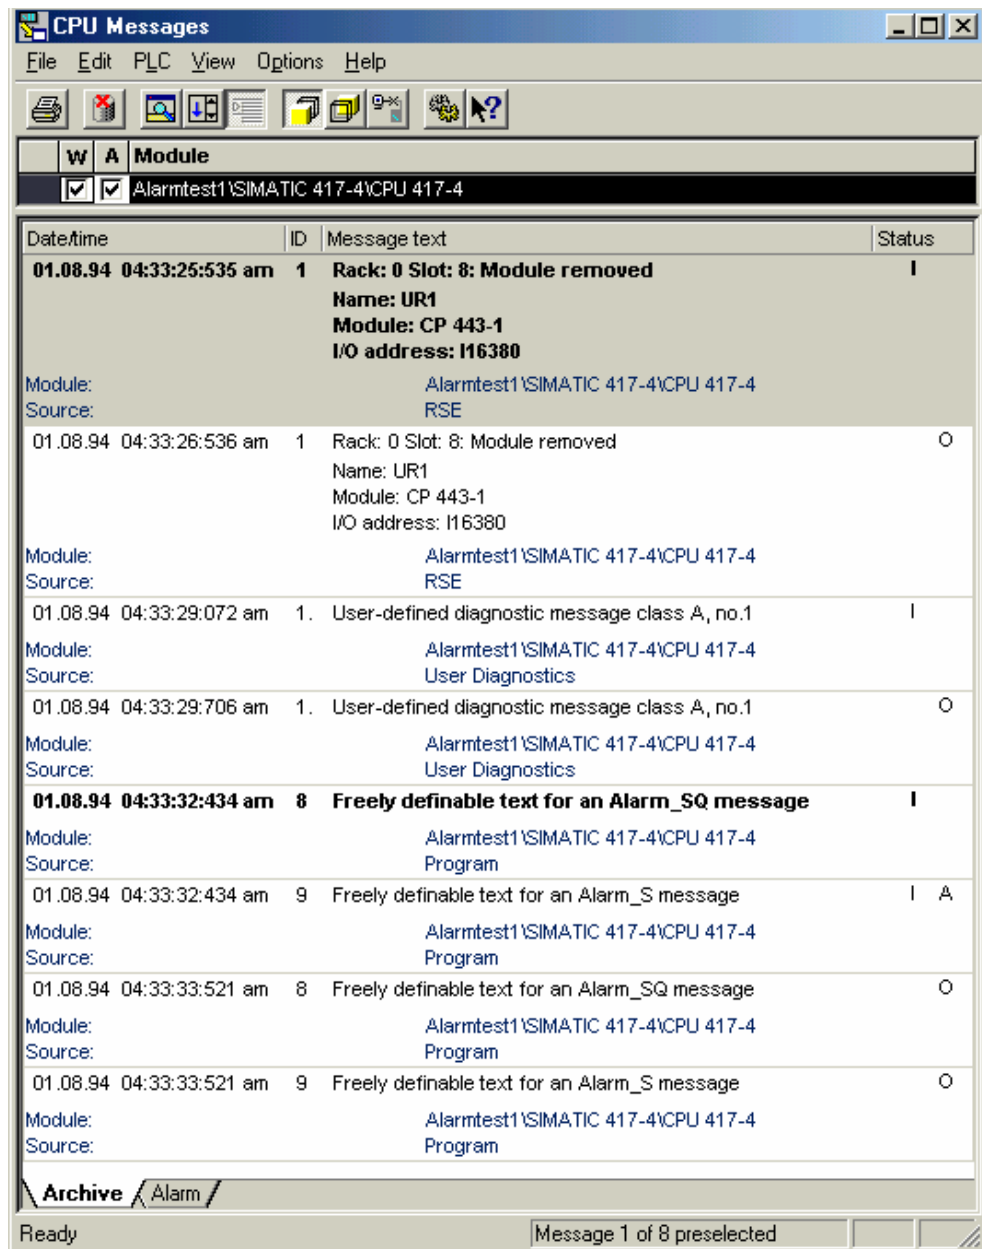 CPU Messages
File Edit PLC View Options Help
W A Module
Alarmtest1\SIMATIC 417-4\CPU 417-4
Date/time ID Message text Status
01.08.94 04:33:25:535 am 1 Rack: 0 Slot: 8: Module removed I
Name: UR1
Module: CP 443-1
I/O address: I16380
Module: Alarmtest1\SIMATIC 417-4\CPU 417-4
Source: RSE
01.08.94 04:33:26:536 am 1 Rack: 0 Slot: 8: Module removed O
Name: UR1
Module: CP 443-1
I/O address: I16380
Module: Alarmtest1\SIMATIC 417-4\CPU 417-4
Source: RSE
01.08.94 04:33:29:072 am 1. User-defined diagnostic message class A, no.1 I
Module: Alarmtest1\SIMATIC 417-4\CPU 417-4
Source: User Diagnostics
01.08.94 04:33:29:706 am 1. User-defined diagnostic message class A, no.1 O
Module: Alarmtest1\SIMATIC 417-4\CPU 417-4
Source: User Diagnostics
01.08.94 04:33:32:434 am 8 Freely definable text for an Alarm_SQ message I
Module: Alarmtest1\SIMATIC 417-4\CPU 417-4
Source: Program
01.08.94 04:33:32:434 am 9 Freely definable text for an Alarm_S message I A
Module: Alarmtest1\SIMATIC 417-4\CPU 417-4
Source: Program
01.08.94 04:33:33:521 am 8 Freely definable text for an Alarm_SQ message O
Module: Alarmtest1\SIMATIC 417-4\CPU 417-4
Source: Program
01.08.94 04:33:33:521 am 9 Freely definable text for an Alarm_S message O
Module: Alarmtest1\SIMATIC 417-4\CPU 417-4
Source: Program
Archive Alarm
Ready Message 1 of 8 preselected